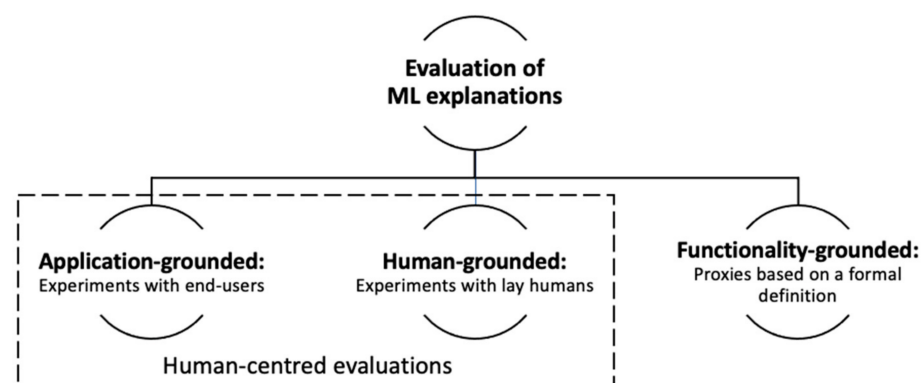 Evaluation of
ML explanations
Application-grounded:
Experiments with end-users
Human-grounded:
Experiments with lay humans
Functionality-grounded:
Proxies based on a formal
definition
Human-centred evaluations